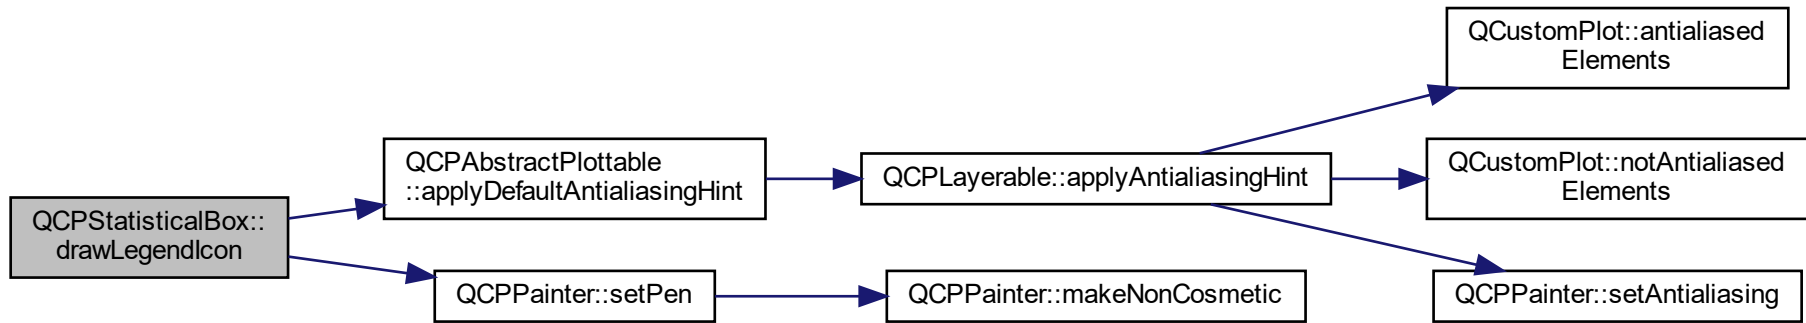 QCPStatisticalBox::
drawLegendIcon
QCPAbstractPlottable
::applyDefaultAntialiasingHint
QCPPainter::setPen
QCPLayerable::applyAntialiasingHint
QCPPainter::makeNonCosmetic
QCustomPlot::antialiased
Elements
QCustomPlot::notAntialiased
Elements
QCPPainter::setAntialiasing